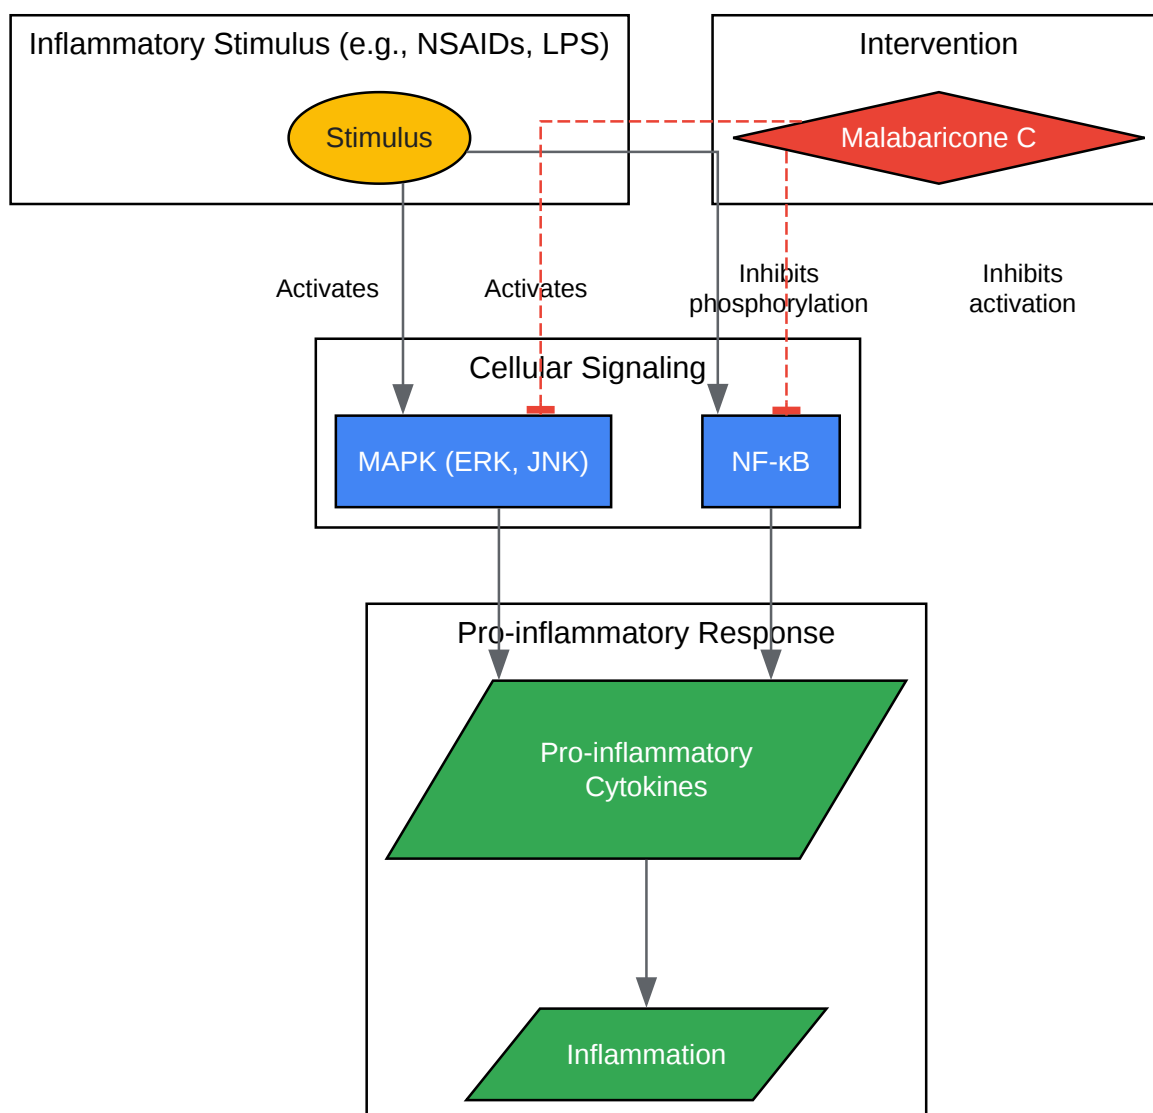 Inflammatory Stimulus (e.g., NSAIDs, LPS)
Intervention
Stimulus
Malabaricone C
Activates
Activates
Inhibits
phosphorylation
Inhibits
activation
Cellular Signaling
MAPK (ERK, JNK)
NF-κB
Pro-inflammatory Response
Pro-inflammatory
Cytokines
Inflammation